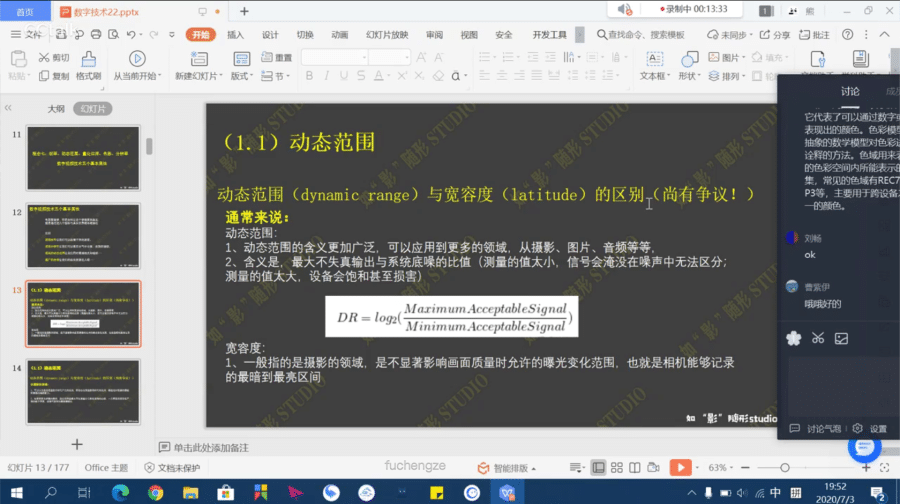 首页
数字技术22.pptx
录制中 00:13:33
1
熊
文件
开始
插入
设计
切换
动画
幻灯片放映
审阅
视图
安全
开发工具
查找命令、搜索模板
未同步
分享
批注
粘贴
剪切
复制
格式刷
从当前开始
新建幻灯片
版式
重置
节
B I U S A
文本框
形状
图片
排列
填充
大纲
幻灯片
11
12
13
14
(1.1) 动态范围
动态范围(dynamic range)与宽容度(latitude)的区别(尚有争议!)
通常来说:
动态范围:
1、动态范围的含义更加广泛,可以应用到更多的领域,从摄影、图片、音频等等,
2、含义是,最大不失真输出与系统底噪的比值(测量的值太小,信号会淹没在噪声中无法区分;
测量的值太大,设备会饱和甚至损害)
DR = log₂(MaximumAcceptableSignal
MinimumAcceptableSignal)
宽容度:
1、一般指的是摄影的领域,是不显著影响画面质量时允许的曝光变化范围,也就是相机能够记录
的最暗到最亮区间
如“影”随形studio
讨论
成
它代表了可以通过数字
表现出的颜色。色彩模
抽象的数学模型对色彩
诠释的方法。色域用来
的色彩空间内所能表示的
集,常见的色域有REC7
P3等,主要用于跨设备
一的颜色。
刘畅
ok
曹紫伊
哦哦好的
讨论气泡
设置
单击此处添加备注
幻灯片 13 / 177
Office 主题
文档未保护
fuchengze
智能排版
63%
中
19:52
2020/7/3
2